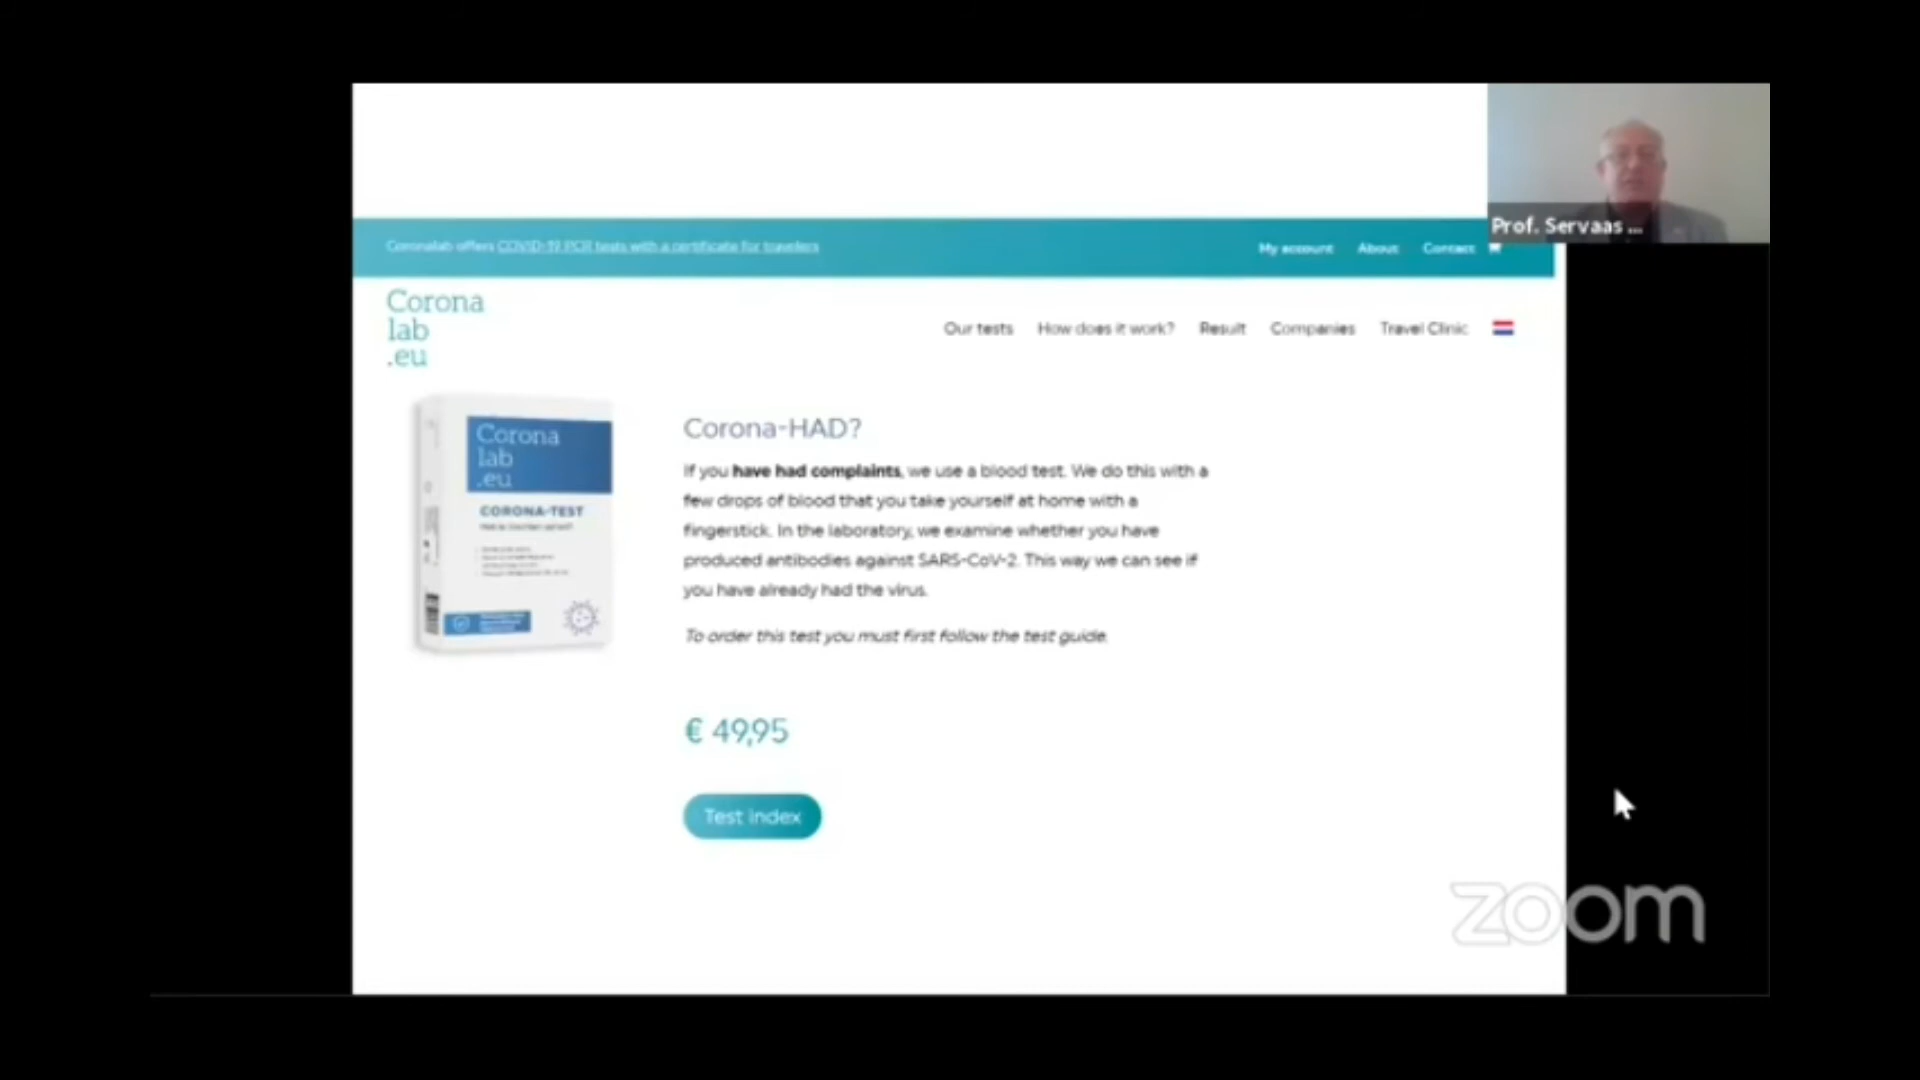 Prof. Servaas ...
Coronalab offers COVID-19 PCR tests with a certificate for travellers
My account About Contact
Corona
lab
.eu
Our tests How does it work? Result Companies Travel Clinic
Corona
lab
.eu
CORONA-TEST
Corona-HAD?
If you have had complaints, we use a blood test. We do this with a
few drops of blood that you take yourself at home with a
fingerstick. In the laboratory, we examine whether you have
produced antibodies against SARS-CoV-2. This way we can see if
you have already had the virus.
To order this test you must first follow the test guide.
€ 49,95
Test index
zoom